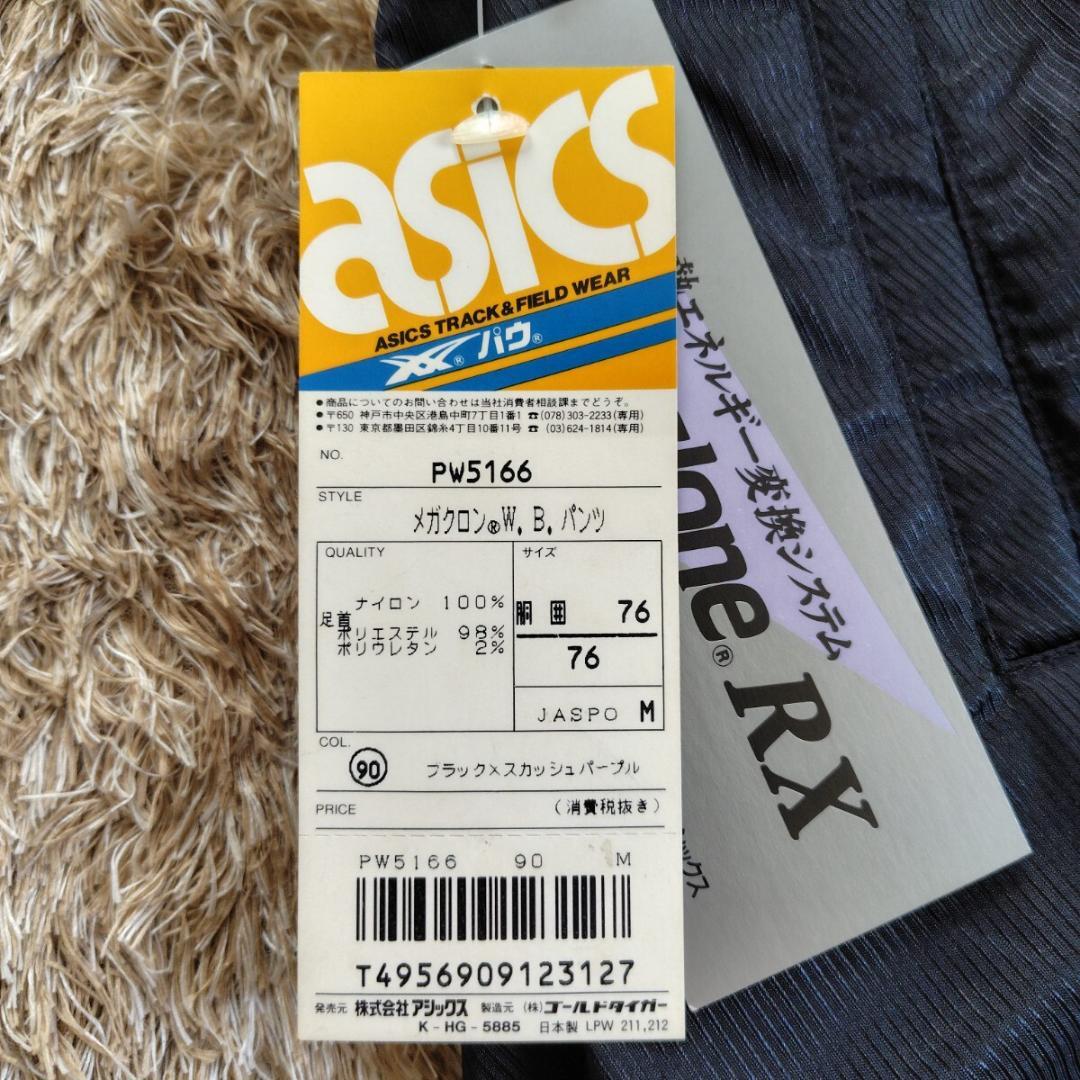 asics
ASICS TRACK & FIELD WEAR
® パウ®
●商品についてのお問い合わせは当社消費者相談課までどうぞ。
●〒650 神戸市中央区港島中町7丁目1番1 ☎(078)303-2233(専用)
●〒130 東京都墨田区錦糸4丁目10番11号 ☎(03)624-1814(専用)
NO.
PW5166
STYLE
メガクロン®W. B. パンツ
QUALITY
サイズ
ナイロン 100%
足首
ポリエステル 98%
ポリウレタン 2%
胴囲 76
76
JASPO M
COL.
90 ブラック×スカッシュパープル
PRICE (消費税抜き)
PW5166 90 M
T4956909123127
発売元 株式会社アシックス 製造元 (株)ゴールドタイガー
K-HG-5885 日本製 LPW 211,212
熱エネルギー変換システム
lone®
RX
ックス